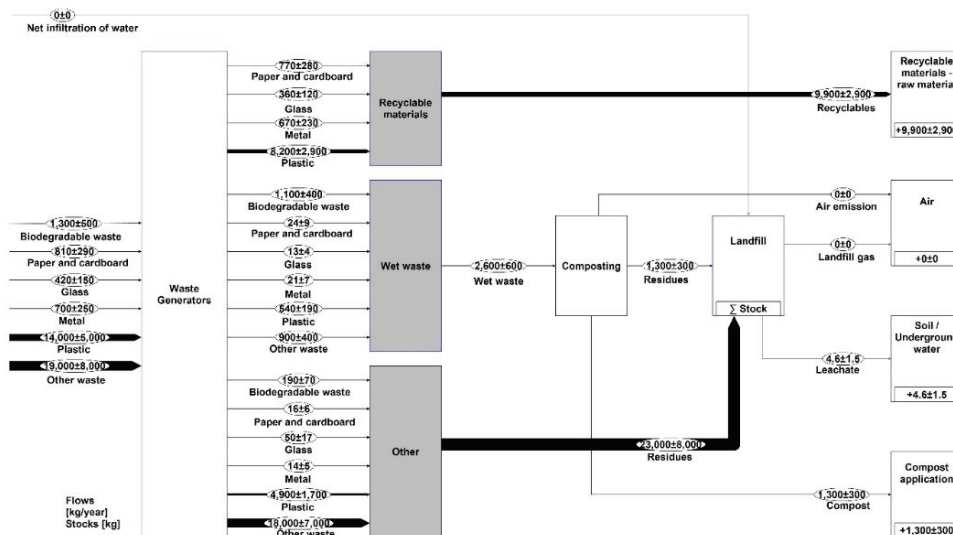 0±0
Net infiltration of water
Waste
Generators
1,300±500
Biodegradable waste
810±290
Paper and cardboard
420±150
Glass
700±250
Metal
14,000±5,000
Plastic
19,000±8,000
Other waste
Flows
[kg/year]
Stocks [kg]
770±280
Paper and cardboard
360±120
Glass
670±230
Metal
8,200±2,900
Plastic
Recyclable
materials
9,900±2,900
Recyclables
Recyclable
materials -
raw material
+9,900±2,900
1,100±400
Biodegradable waste
24±9
Paper and cardboard
13±4
Glass
21±7
Metal
540±190
Plastic
900±400
Other waste
Wet waste
2,600±600
Wet waste
Composting
1,300±300
Residues
Landfill
∑ Stock
0±0
Air emission
0±0
Landfill gas
Air
+0±0
4.6±1.5
Leachate
Soil /
Underground
water
+4.6±1.5
190±70
Biodegradable waste
16±6
Paper and cardboard
50±17
Glass
14±5
Metal
4,900±1,700
Plastic
18,000±7,000
Other waste
Other
23,000±8,000
Residues
1,300±300
Compost
Compost
application
+1,300±300